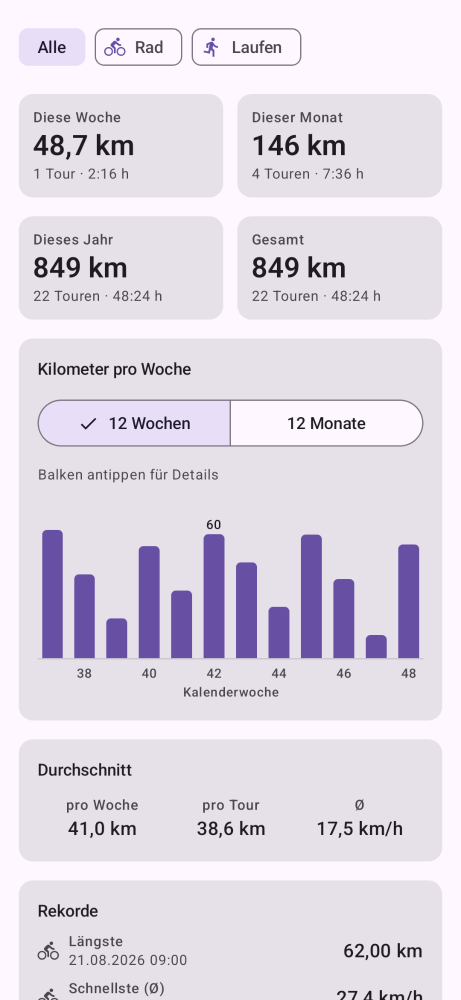 Alle
Rad
Laufen
Diese Woche
48,7 km
1 Tour · 2:16 h
Dieser Monat
146 km
4 Touren · 7:36 h
Dieses Jahr
849 km
22 Touren · 48:24 h
Gesamt
849 km
22 Touren · 48:24 h
Kilometer pro Woche
12 Wochen
12 Monate
Balken antippen für Details
60
38 40 42 44 46 48
Kalenderwoche
Durchschnitt
pro Woche
41,0 km
pro Tour
38,6 km
Ø
17,5 km/h
Rekorde
Längste
21.08.2026 09:00
62,00 km
Schnellste (Ø)
27,4 km/h